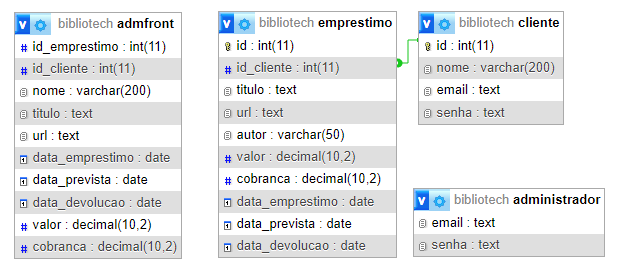 bibliotech admfront
id_emprestimo : int(11)
id_cliente : int(11)
nome : varchar(200)
titulo : text
url : text
data_emprestimo : date
data_prevista : date
data_devolucao : date
valor : decimal(10,2)
cobranca : decimal(10,2)
bibliotech emprestimo
id : int(11)
id_cliente : int(11)
titulo : text
url : text
autor : varchar(50)
valor : decimal(10,2)
cobranca : decimal(10,2)
data_emprestimo : date
data_prevista : date
data_devolucao : date
bibliotech cliente
id : int(11)
nome : varchar(200)
email : text
senha : text
bibliotech administrador
email : text
senha : text